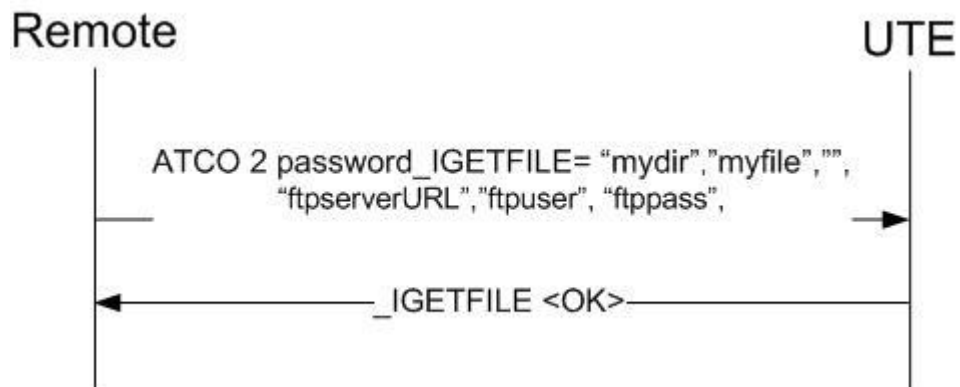 Remote
UTE
ATCO 2 password_IGETFILE= “mydir”,”myfile”,””,
“ftpserverURL”,”ftpuser”, “ftppass”,
_IGETFILE <OK>